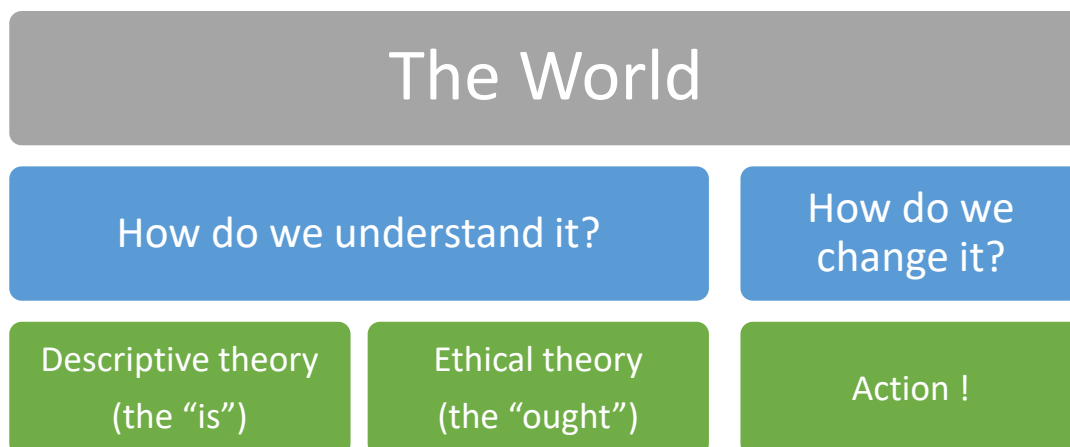 The World
How do we understand it?
How do we
change it?
Descriptive theory
(the “is”)
Ethical theory
(the “ought”)
Action !